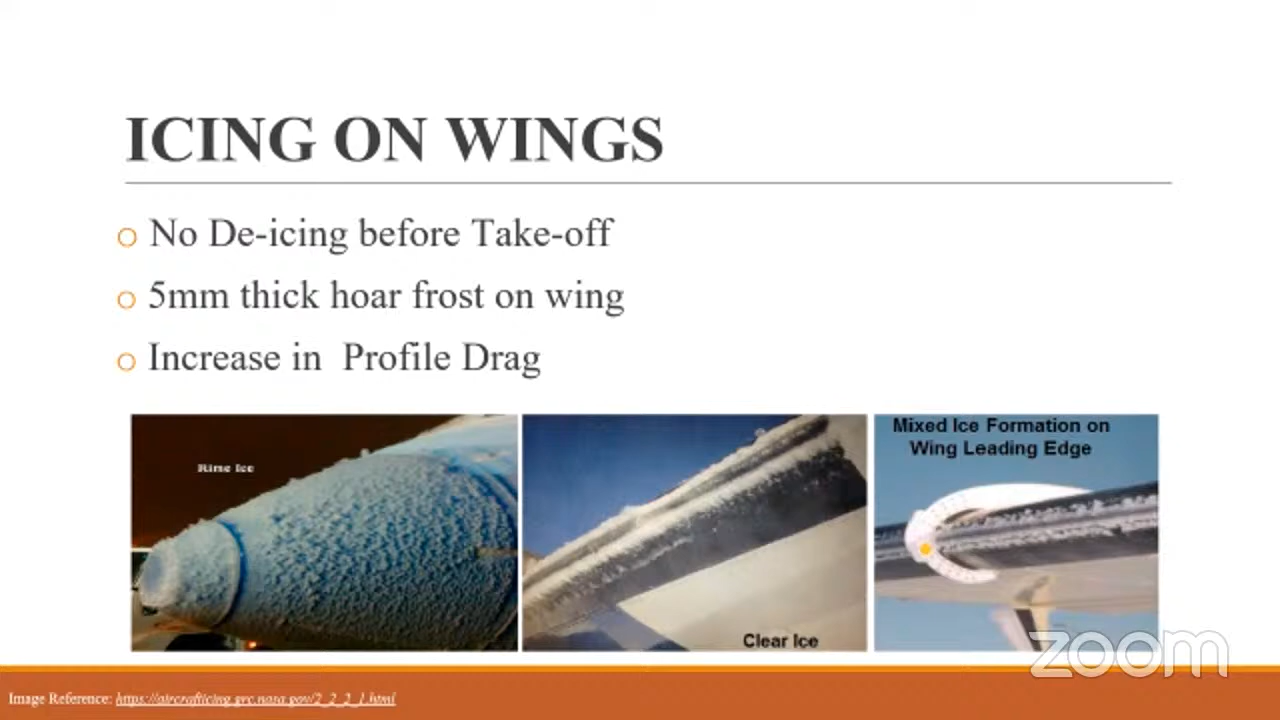 ICING ON WINGS
No De-icing before Take-off
5mm thick hoar frost on wing
Increase in Profile Drag
Rime Ice
Clear Ice
Mixed Ice Formation on
Wing Leading Edge
zoom
Image Reference: https://aircrafticing.grc.nasa.gov/2_2_2_1.html